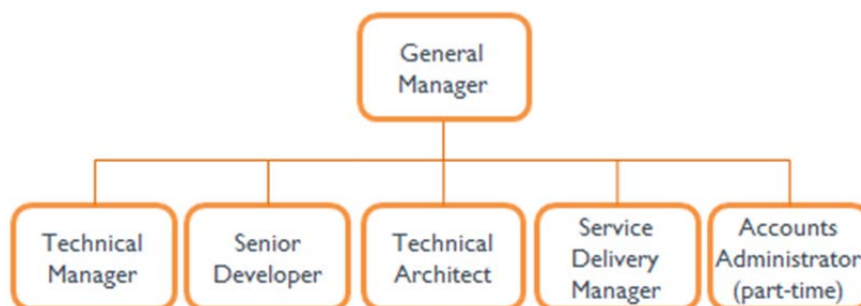 General
Manager
Technical
Manager
Senior
Developer
Technical
Architect
Service
Delivery
Manager
Accounts
Administrator
(part-time)